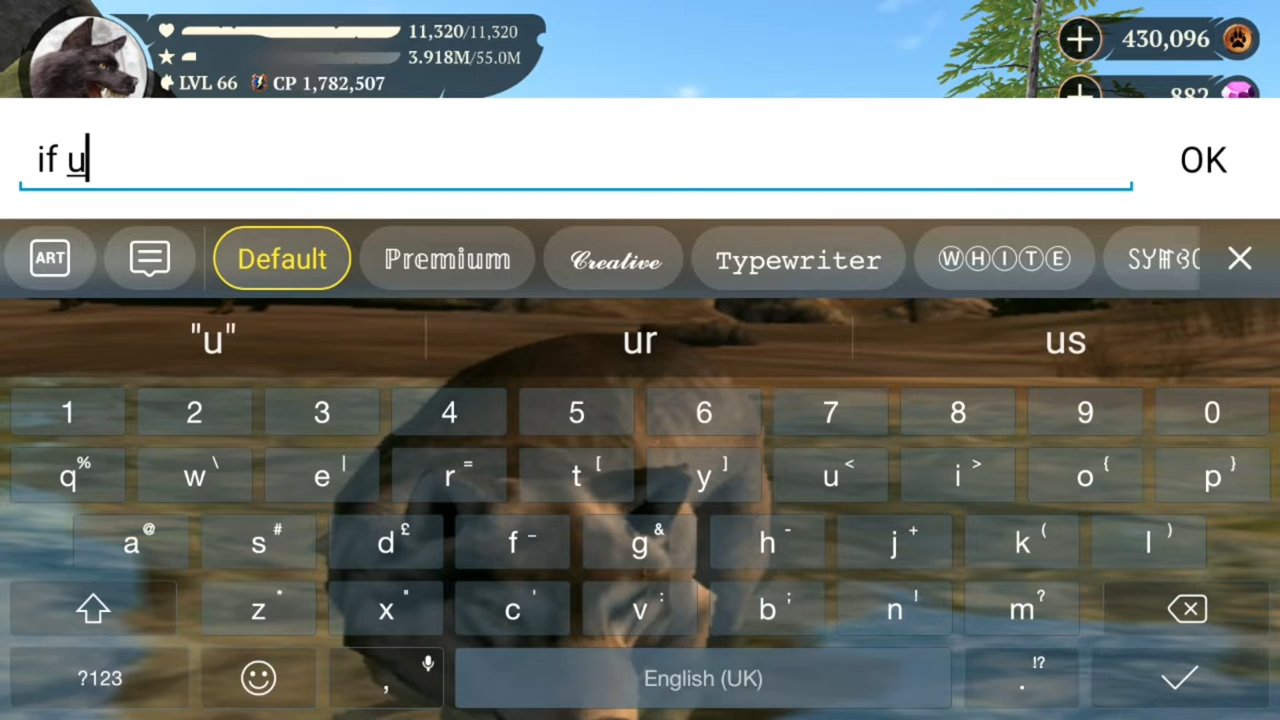 11,320/11,320
3.918M/55.0M
LVL 66 CP 1,782,507
430,096
882
if u
OK
ART
Default
ℙ𝕣𝕖𝕞𝕚𝕦𝕞
𝓒𝓻𝓮𝓪𝓽𝓲𝓿𝓮
Typewriter
ⓌⒽⒾⓉⒺ
"u"
ur
us
1 2 3 4 5 6 7 8 9 0
q% w\ e| r= t[ y] u< i> o{ p}
a@ s# d£ f_ g& h- j+ k( l)
z* x" c' v: b; n! m?
?123 , English (UK) . !?